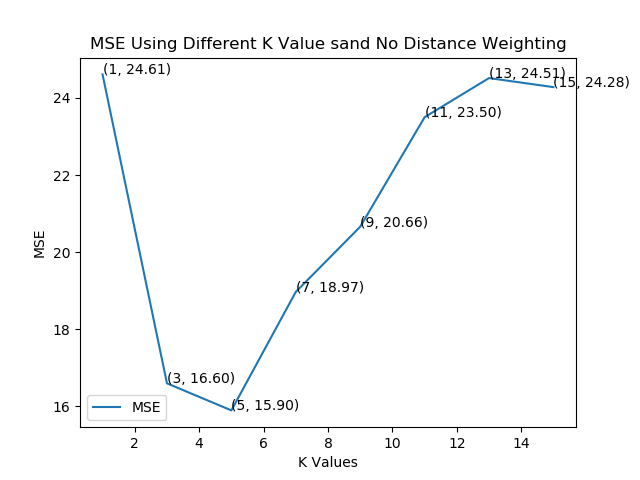 MSE Using Different K Value sand No Distance Weighting
(1, 24.61)
(13, 24.51)
(15, 24.28)
24
(11, 23.50)
22
(9, 20.66)
20
MSE
(7, 18.97)
18
(3, 16.60)
(5, 15.90)
16
MSE
2 4 6 8 10 12 14
K Values